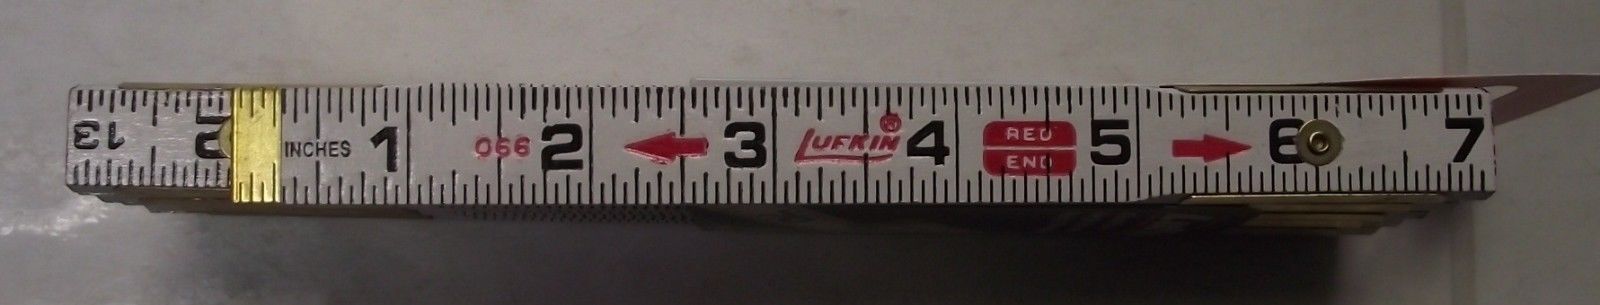 13 2 INCHES 1 066 2 3 LUFKIN® 4 RED 5 6 7
END